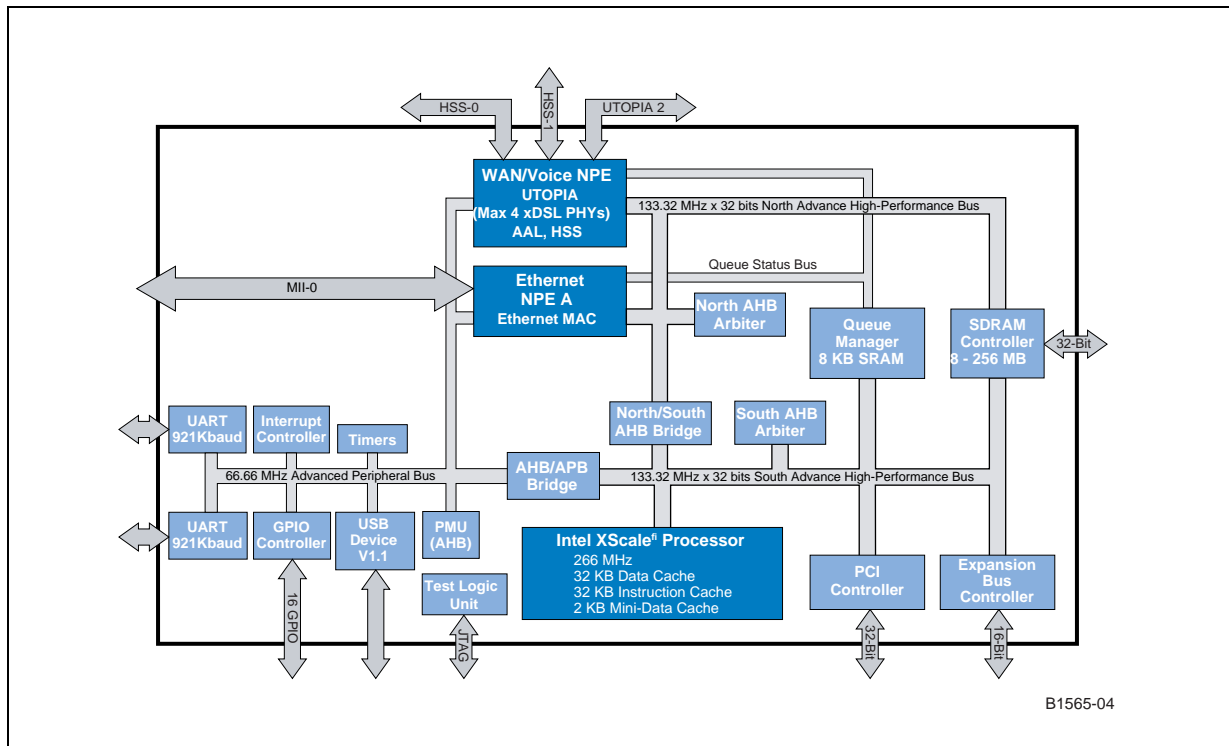 HSS-0
HSS-1
UTOPIA 2
WAN/Voice NPE
UTOPIA
(Max 4 xDSL PHYs)
AAL, HSS
133.32 MHz x 32 bits North Advance High-Performance Bus
Queue Status Bus
MII-0
Ethernet
NPE A
Ethernet MAC
North AHB
Arbiter
Queue
Manager
8 KB SRAM
SDRAM
Controller
8 - 256 MB
32-Bit
UART
921Kbaud
Interrupt
Controller
Timers
North/South
AHB Bridge
South AHB
Arbiter
66.66 MHz Advanced Peripheral Bus
AHB/APB
Bridge
133.32 MHz x 32 bits South Advance High-Performance Bus
UART
921Kbaud
GPIO
Controller
USB
Device
V1.1
PMU
(AHB)
Intel XScalefi Processor
266 MHz
32 KB Data Cache
32 KB Instruction Cache
2 KB Mini-Data Cache
PCI
Controller
Expansion
Bus
Controller
Test Logic
Unit
16 GPIO
JTAG
32-Bit
16-Bit
B1565-04